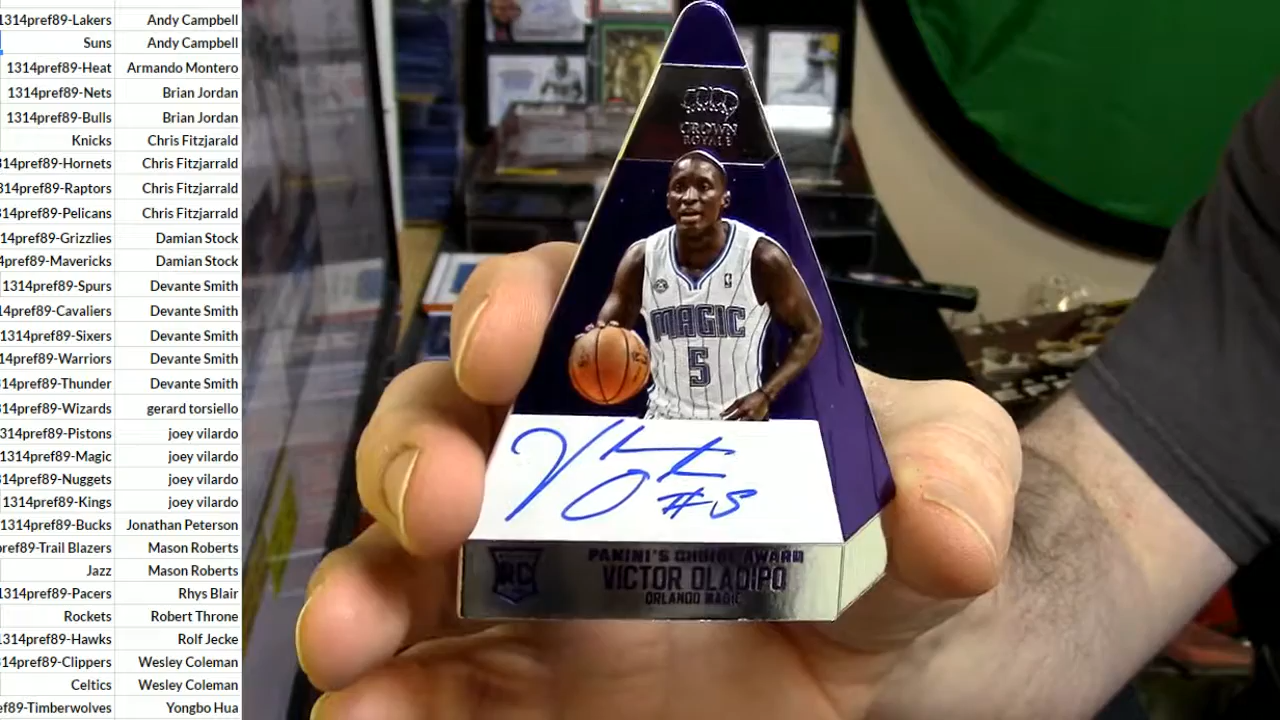 1314pref89-Lakers Andy Campbell
Suns Andy Campbell
1314pref89-Heat Armando Montero
1314pref89-Nets Brian Jordan
1314pref89-Bulls Brian Jordan
Knicks Chris Fitzjarald
314pref89-Hornets Chris Fitzjarrald
314pref89-Raptors Chris Fitzjarrald
14pref89-Pelicans Chris Fitzjarrald
14pref89-Grizzlies Damian Stock
4pref89-Mavericks Damian Stock
1314pref89-Spurs Devante Smith
14pref89-Cavaliers Devante Smith
1314pref89-Sixers Devante Smith
14pref89-Warriors Devante Smith
314pref89-Thunder Devante Smith
14pref89-Wizards gerard torsiello
314pref89-Pistons joey vilardo
1314pref89-Magic joey vilardo
314pref89-Nuggets joey vilardo
1314pref89-Kings joey vilardo
1314pref89-Bucks Jonathan Peterson
ref89-Trail Blazers Mason Roberts
Jazz Mason Roberts
1314pref89-Pacers Rhys Blair
Rockets Robert Throne
1314pref89-Hawks Rolf Jecke
14pref89-Clippers Wesley Coleman
Celtics Wesley Coleman
ef89-Timberwolves Yongbo Hua
CROWN
ROYALE
MAGIC
5
#5
RC
PANINI'S CHOICE AWARD
VICTOR OLADIPO
ORLANDO MAGIC